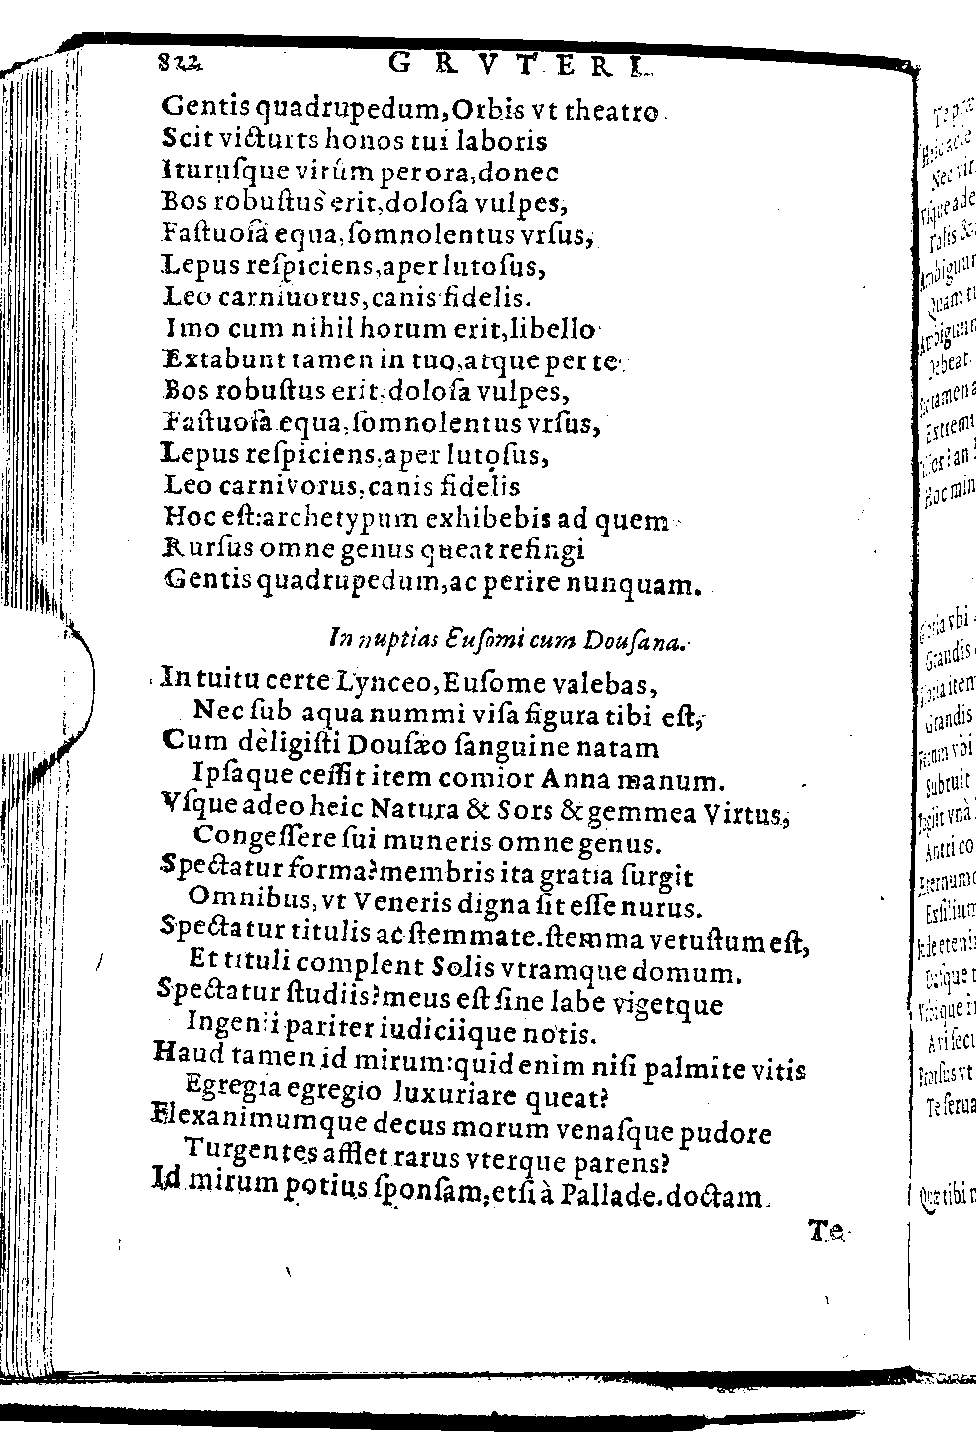 822 GRVTERI
Gentis quadrupedum, Orbis vt theatro
Scit victurts honos tui laboris
Iturusque virúm per ora, donec
Bos robustus erit, dolosa vulpes,
Fastuosa equa, somnolentus vrsus,
Lepus respiciens, aper lutosus,
Leo carniuorus, canis fidelis.
Imo cum nihil horum erit, libello
Extabunt tamen in tuo, atque per te
Bos robustus erit, dolosa vulpes,
Fastuosa equa, somnolentus vrsus,
Lepus respiciens, aper lutosus,
Leo carnivorus, canis fidelis
Hoc est: archetypum exhibebis ad quem
Rursus omne genus queat refingi
Gentis quadrupedum, ac perire nunquam.
In nuptias Eusomi cum Dousana.
In tuitu certe Lynceo, Eusome valebas,
Nec sub aqua nummi visa figura tibi est,
Cum deligisti Dousæo sanguine natam
Ipsaque cessit item comior Anna manum.
Vsque adeo heic Natura & Sors & gemmea Virtus,
Congessere sui muneris omne genus.
Spectatur forma? membris ita gratia surgit
Omnibus, vt Veneris digna sit esse nurus.
Spectatur titulis ac stemmate. stemma vetustum est,
Et tituli complent Solis vtramque domum.
Spectatur studiis? meus est sine labe vigetque
Ingenii pariter iudiciique notis.
Haud tamen id mirum: quid enim nisi palmite vitis
Egregia egregio luxuriare queat?
Flexanimumque decus morum venasque pudore
Turgentes afflet rarus vterque parens?
Id mirum potius sponsam, etsi à Pallade doctam
Te